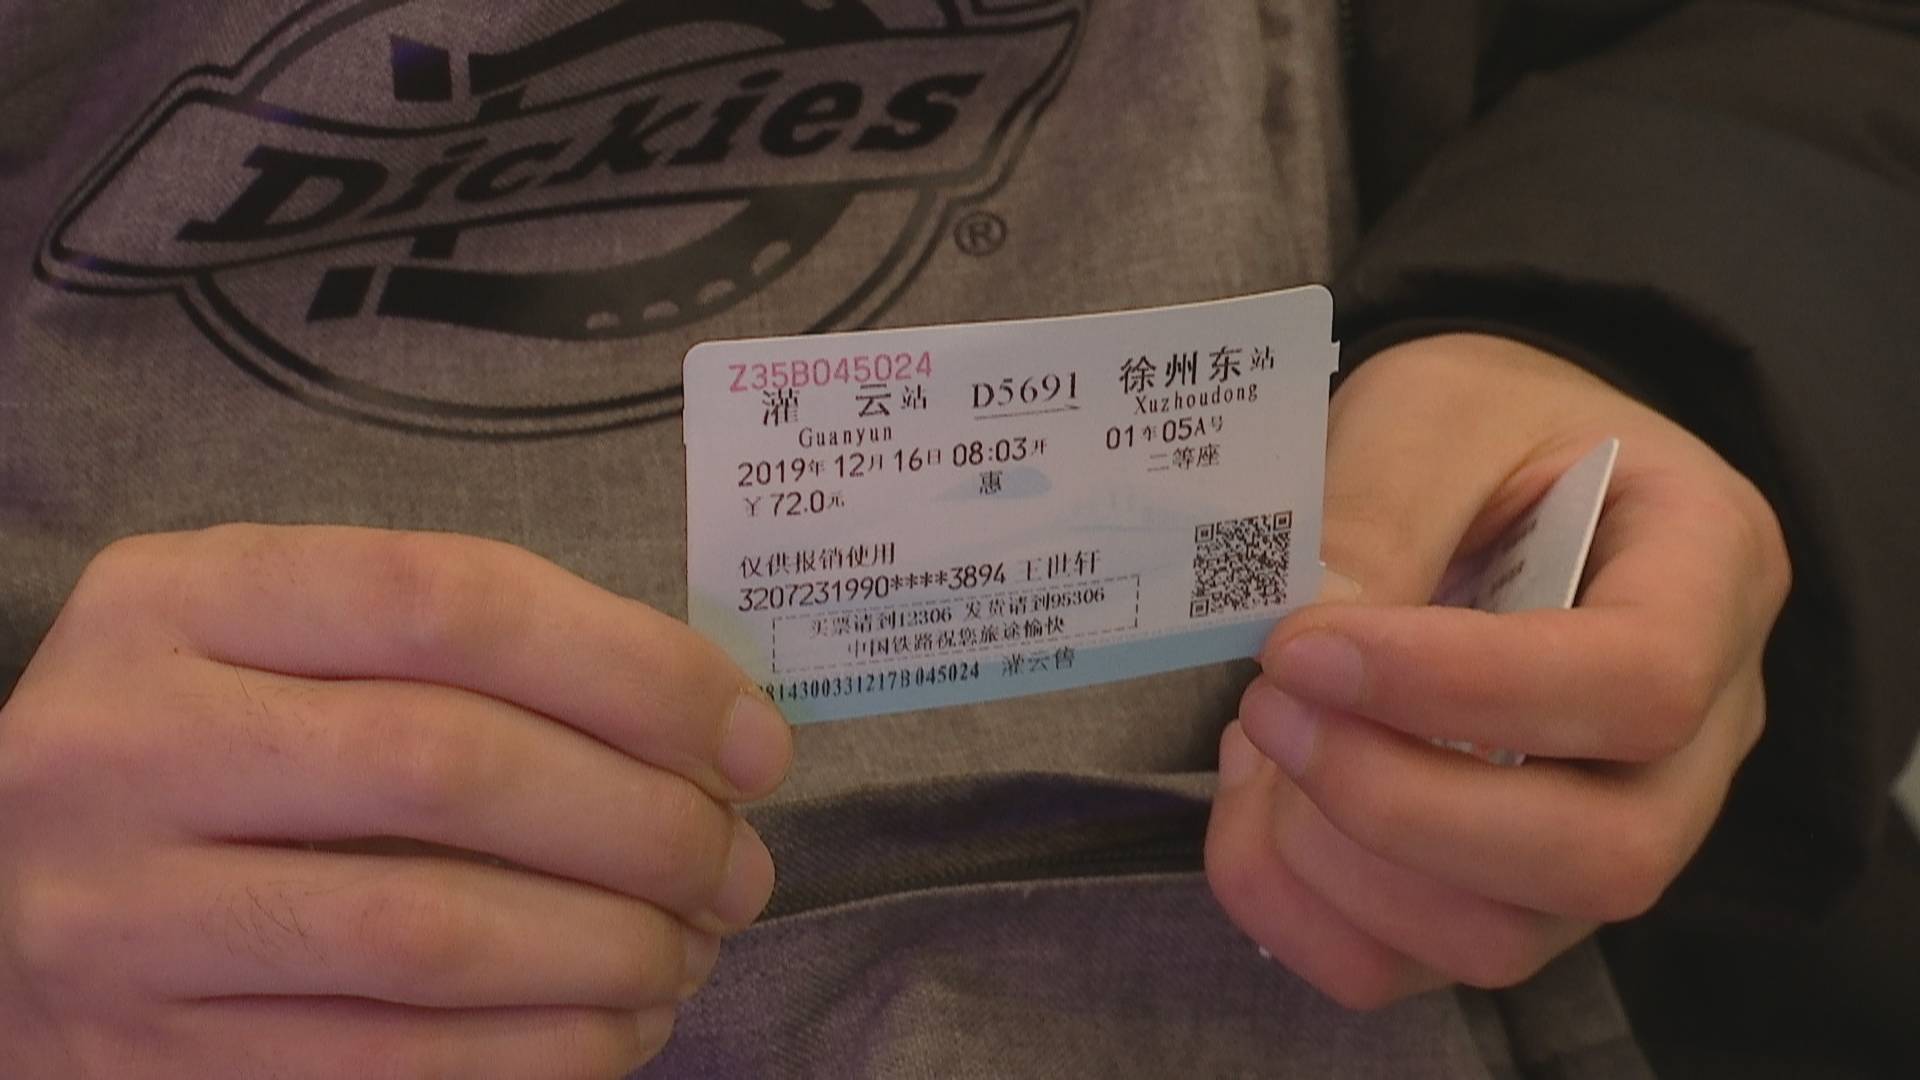 Dickies
®
Z35B045024
灌 云站 D5691 徐州东站
Guanyun Xuzhoudong
2019年12月16日08:03开 01车05A号
¥72.0元 惠 二等座
仅供报销使用
3207231990****3894 王世轩
买票请到12306 发货请到95306
中国铁路祝您旅途愉快
8143003312178045024 灌云售